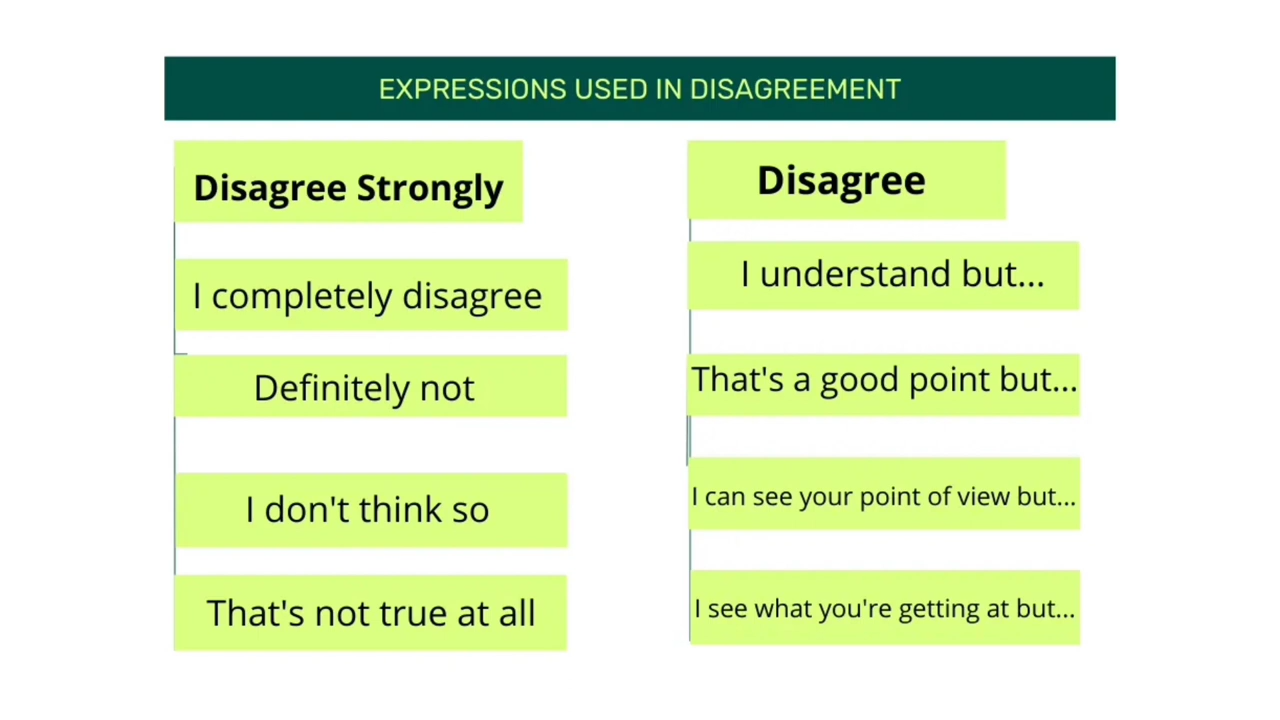 EXPRESSIONS USED IN DISAGREEMENT
Disagree Strongly
I completely disagree
Definitely not
I don't think so
That's not true at all
Disagree
I understand but...
That's a good point but...
I can see your point of view but...
I see what you're getting at but...